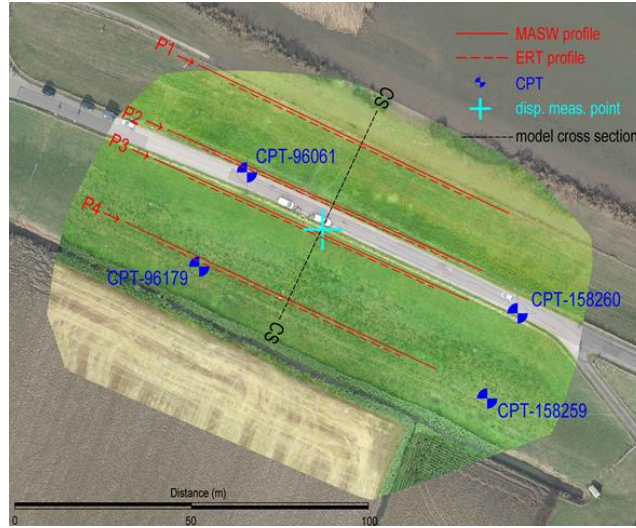 P1
MASW profile
ERT profile
CPT
disp. meas. point
model cross section
CS
P2
P3
CPT-96061
P4
CPT-96179
CS
CPT-158260
CPT-158259
Distance (m)
0
50
100